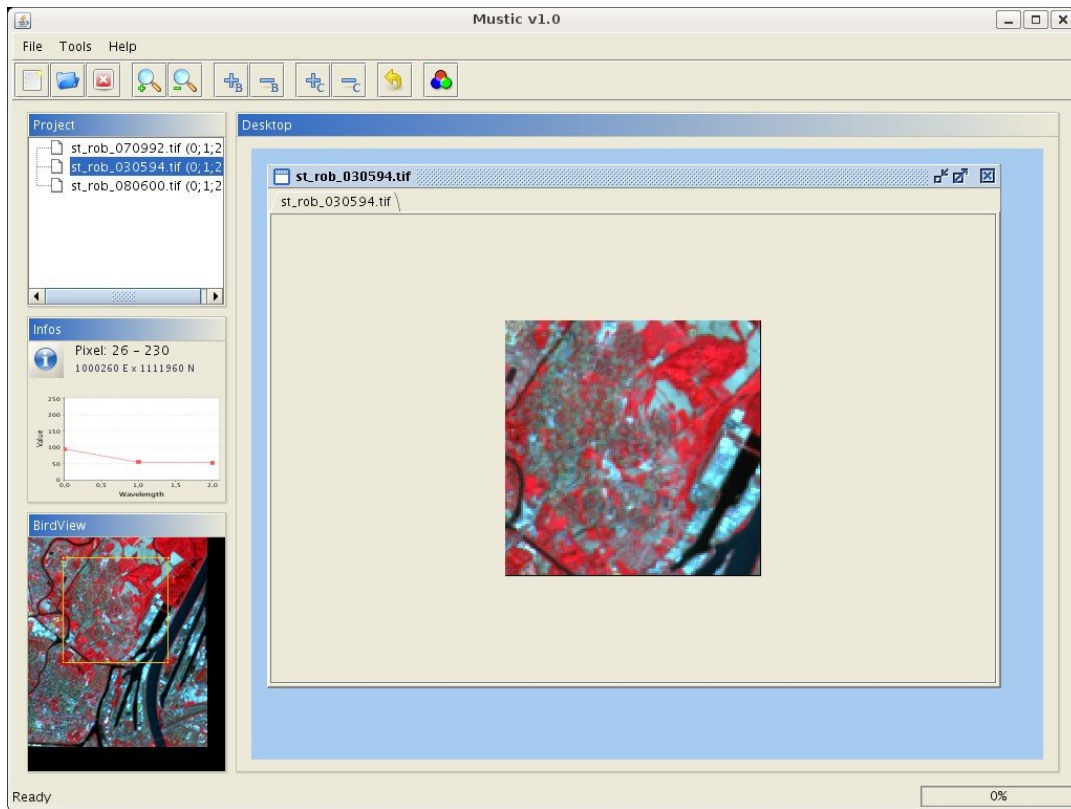 Mustic v1.0
File Tools Help
B B C C
Project
st_rob_070992.tif (0;1;2
st_rob_030594.tif (0;1;2
st_rob_080600.tif (0;1;2
Infos
Pixel: 26 – 230
1000260 E x 1111960 N
250
200
150
100
50
0
Value
0,0 0,5 1,0 1,5 2,0
Wavelength
BirdView
Desktop
st_rob_030594.tif
st_rob_030594.tif
Ready
0%